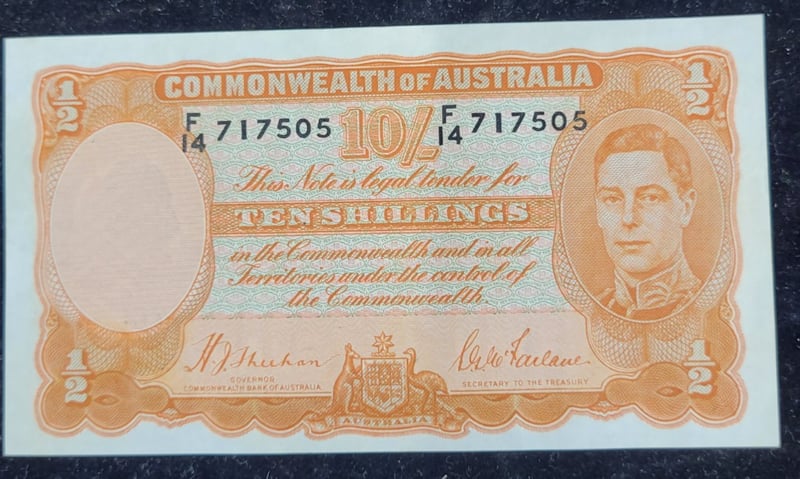 ½ ½
COMMONWEALTH OF AUSTRALIA
F/14 717505 F/14 717505
10/-
This Note is legal tender for
TEN SHILLINGS
in the Commonwealth and in all
Territories under the control of
the Commonwealth.
H.J. Sheehan
GOVERNOR
COMMONWEALTH BANK OF AUSTRALIA
McFarlane
SECRETARY TO THE TREASURY
½ ½
AUSTRALIA